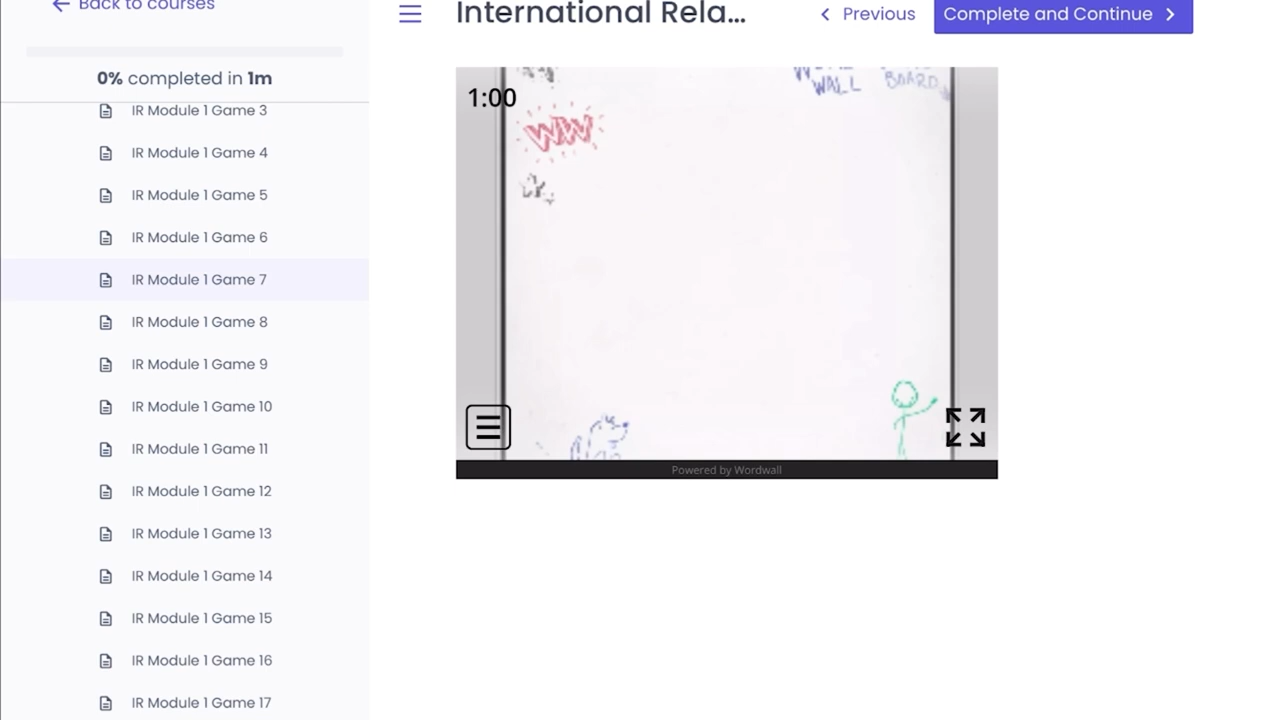 Back to courses
International Rela...
Previous
Complete and Continue
0% completed in 1m
IR Module 1 Game 3
IR Module 1 Game 4
IR Module 1 Game 5
IR Module 1 Game 6
IR Module 1 Game 7
IR Module 1 Game 8
IR Module 1 Game 9
IR Module 1 Game 10
IR Module 1 Game 11
IR Module 1 Game 12
IR Module 1 Game 13
IR Module 1 Game 14
IR Module 1 Game 15
IR Module 1 Game 16
IR Module 1 Game 17
1:00
WALL BOARD
WW
Powered by Wordwall